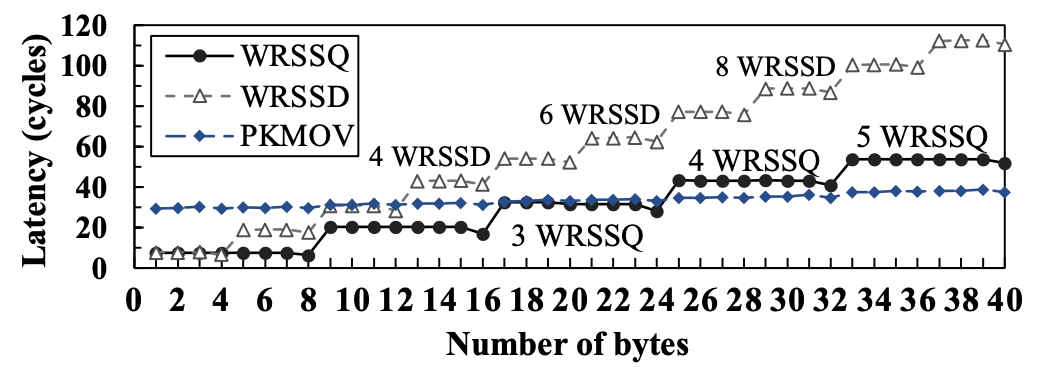 120
100
80
60
40
20
0
Latency (cycles)
WRSSQ
WRSSD
PKMOV
4 WRSSD
6 WRSSD
8 WRSSD
3 WRSSQ
4 WRSSQ
5 WRSSQ
0 2 4 6 8 10 12 14 16 18 20 22 24 26 28 30 32 34 36 38 40
Number of bytes